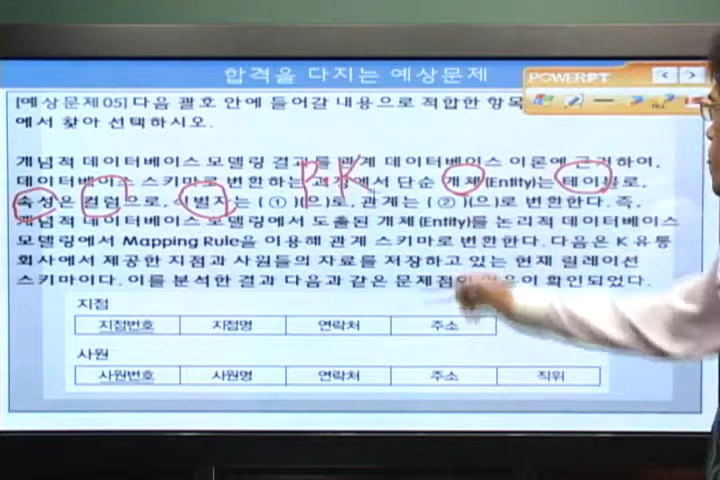 합격을 다지는 예상문제
POWERPT
[예상문제05] 다음 괄호 안에 들어갈 내용으로 적합한 항목
에서 찾아 선택하시오.
개념적 데이터베이스 모델링 결과를 관계 데이터베이스 이론에 근거하여,
데이터베이스 스키마로 변환하는 과정에서 단순 개체(Entity)는 테이블로,
PK
속성은 컬럼으로, 식별자는 ( ① )(으)로, 관계는 ( ② )(으)로 변환한다. 즉,
개념적 데이터베이스 모델링에서 도출된 개체(Entity)를 논리적 데이터베이스
모델링에서 Mapping Rule을 이용해 관계 스키마로 변환한다. 다음은 K 유통
회사에서 제공한 지점과 사원들의 자료를 저장하고 있는 현재 릴레이션
스키마이다. 이를 분석한 결과 다음과 같은 문제점이 확인되었다.
지점
지점번호 지점명 연락처 주소
사원
사원번호 사원명 연락처 주소 직위